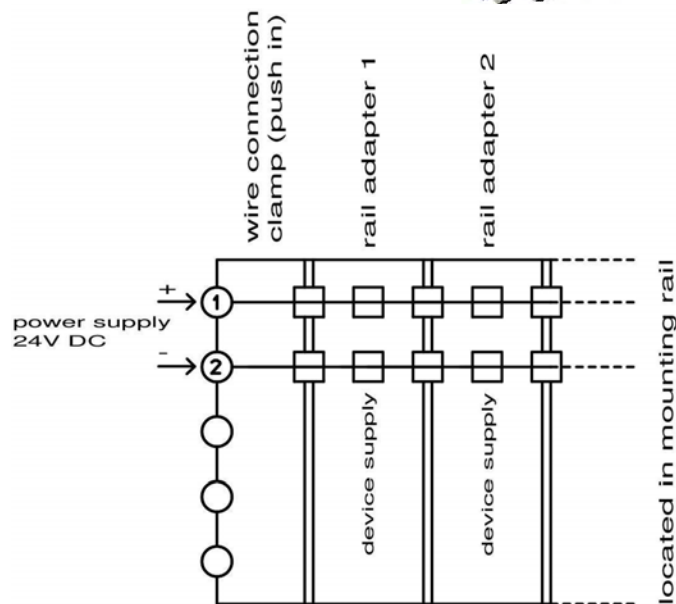 wire connection
clamp (push in)
rail adapter 1
rail adapter 2
+
1
power supply
24V DC
-
2
device supply
device supply
located in mounting rail